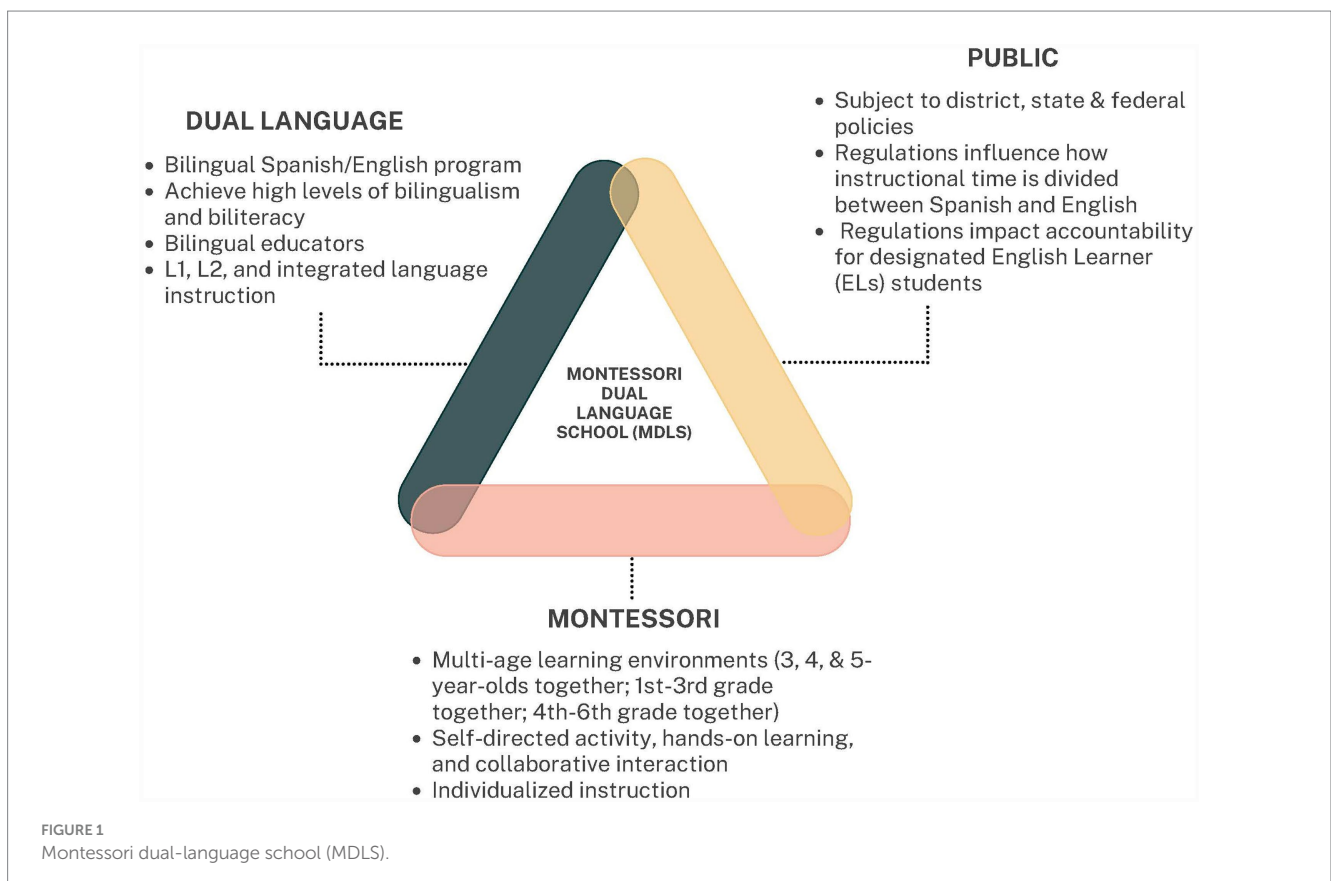 DUAL LANGUAGE
• Bilingual Spanish/English program
• Achieve high levels of bilingualism
and biliteracy
• Bilingual educators
• L1, L2, and integrated language
instruction
PUBLIC
• Subject to district, state & federal
policies
• Regulations influence how
instructional time is divided
between Spanish and English
• Regulations impact accountability
for designated English Learner
(ELs) students
MONTESSORI
DUAL
LANGUAGE
SCHOOL (MDLS)
MONTESSORI
• Multi-age learning environments (3, 4, & 5-
year-olds together; 1st-3rd grade
together; 4th-6th grade together)
• Self-directed activity, hands-on learning,
and collaborative interaction
• Individualized instruction
FIGURE 1
Montessori dual-language school (MDLS).